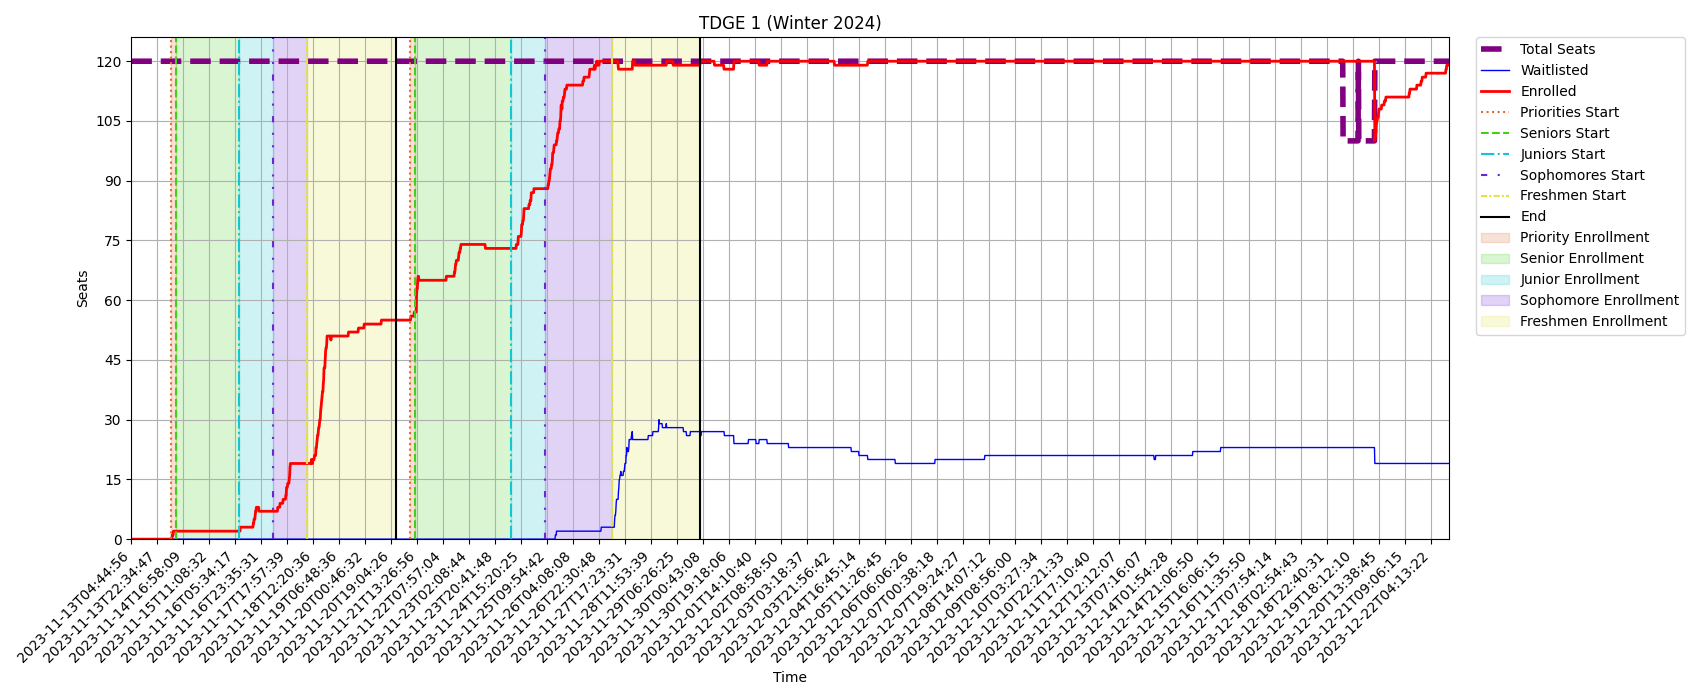 TDGE 1 (Winter 2024)
Seats
120
105
90
75
60
45
30
15
0
2023-11-13T04:44:56
2023-11-13T22:34:47
2023-11-14T16:58:09
2023-11-15T11:08:32
2023-11-16T05:34:17
2023-11-16T23:35:31
2023-11-17T17:57:39
2023-11-18T12:20:36
2023-11-19T06:48:36
2023-11-20T00:46:32
2023-11-20T19:04:26
2023-11-21T13:26:56
2023-11-22T07:57:04
2023-11-23T02:08:44
2023-11-23T20:41:48
2023-11-24T15:20:25
2023-11-25T09:54:42
2023-11-26T04:08:08
2023-11-26T22:30:48
2023-11-27T17:23:31
2023-11-28T11:53:39
2023-11-29T06:26:25
2023-11-30T00:43:08
2023-11-30T19:18:06
2023-12-01T14:10:40
2023-12-02T08:58:50
2023-12-03T03:18:37
2023-12-03T21:56:42
2023-12-04T16:45:14
2023-12-05T11:26:45
2023-12-06T06:06:26
2023-12-07T00:38:18
2023-12-07T19:24:27
2023-12-08T14:07:12
2023-12-09T08:56:00
2023-12-10T03:27:34
2023-12-10T22:21:33
2023-12-11T17:10:40
2023-12-12T12:12:07
2023-12-13T07:16:07
2023-12-14T01:54:28
2023-12-14T21:06:50
2023-12-15T16:06:15
2023-12-16T11:35:50
2023-12-17T07:54:14
2023-12-18T02:54:43
2023-12-18T22:40:31
2023-12-19T18:12:10
2023-12-20T13:38:45
2023-12-21T09:06:15
2023-12-22T04:13:22
Time
Total Seats
Waitlisted
Enrolled
Priorities Start
Seniors Start
Juniors Start
Sophomores Start
Freshmen Start
End
Priority Enrollment
Senior Enrollment
Junior Enrollment
Sophomore Enrollment
Freshmen Enrollment